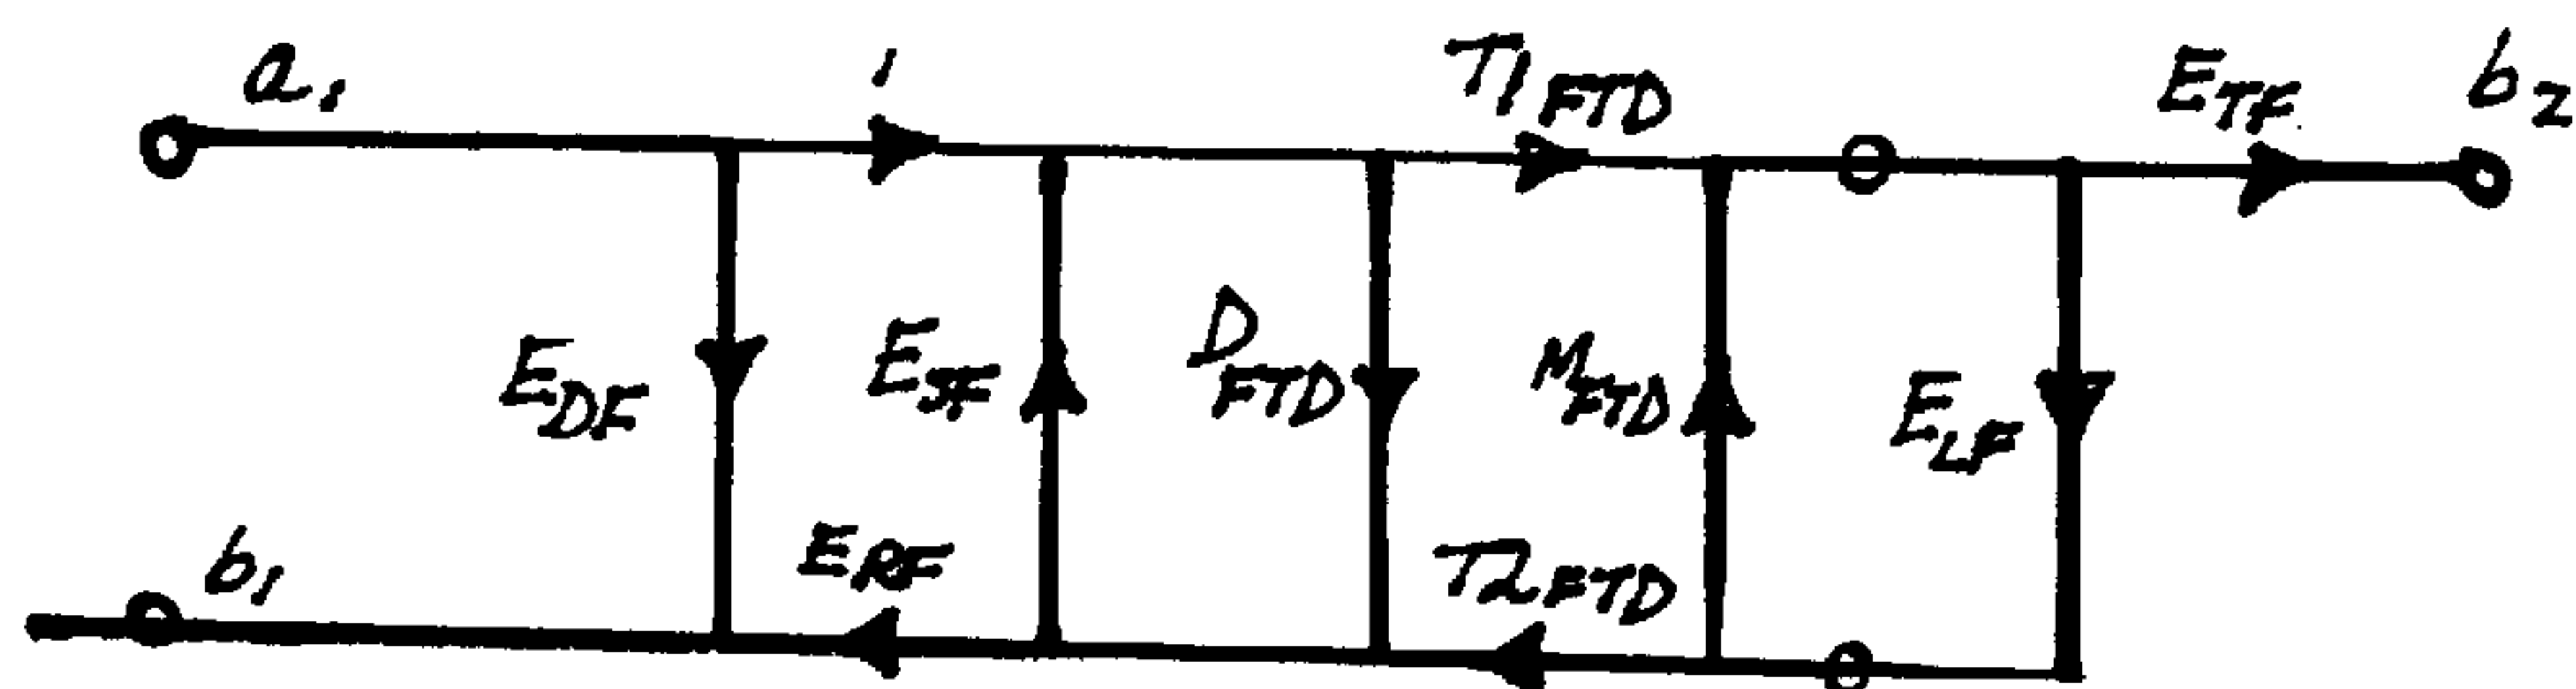 a1 1 T1FTD ETF. b2
EDF ESF DFTD MFTD ELF
b1 ERF T2FTD